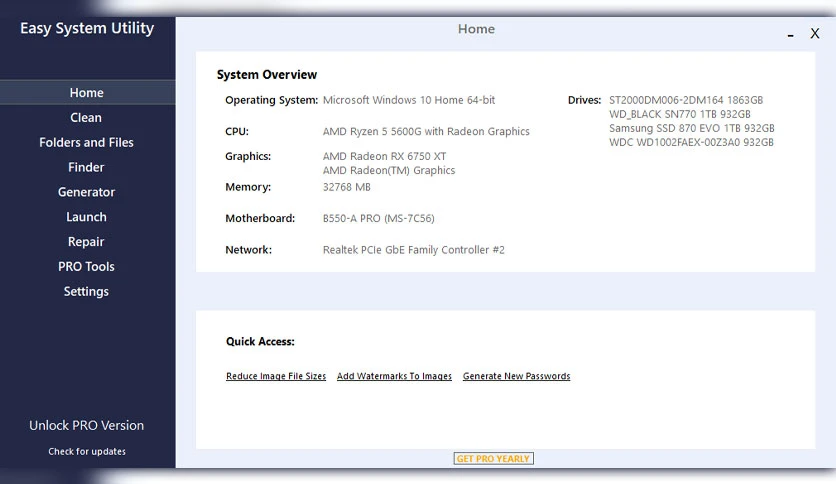 Easy System Utility
Home
Clean
Folders and Files
Finder
Generator
Launch
Repair
PRO Tools
Settings
Unlock PRO Version
Check for updates
Home
- X
System Overview
Operating System: Microsoft Windows 10 Home 64-bit
CPU: AMD Ryzen 5 5600G with Radeon Graphics
Graphics: AMD Radeon RX 6750 XT
AMD Radeon(TM) Graphics
Memory: 32768 MB
Motherboard: B550-A PRO (MS-7C56)
Network: Realtek PCIe GbE Family Controller #2
Drives: ST2000DM006-2DM164 1863GB
WD_BLACK SN770 1TB 932GB
Samsung SSD 870 EVO 1TB 932GB
WDC WD1002FAEX-00Z3A0 932GB
Quick Access:
Reduce Image File Sizes Add Watermarks To Images Generate New Passwords
GET PRO YEARLY